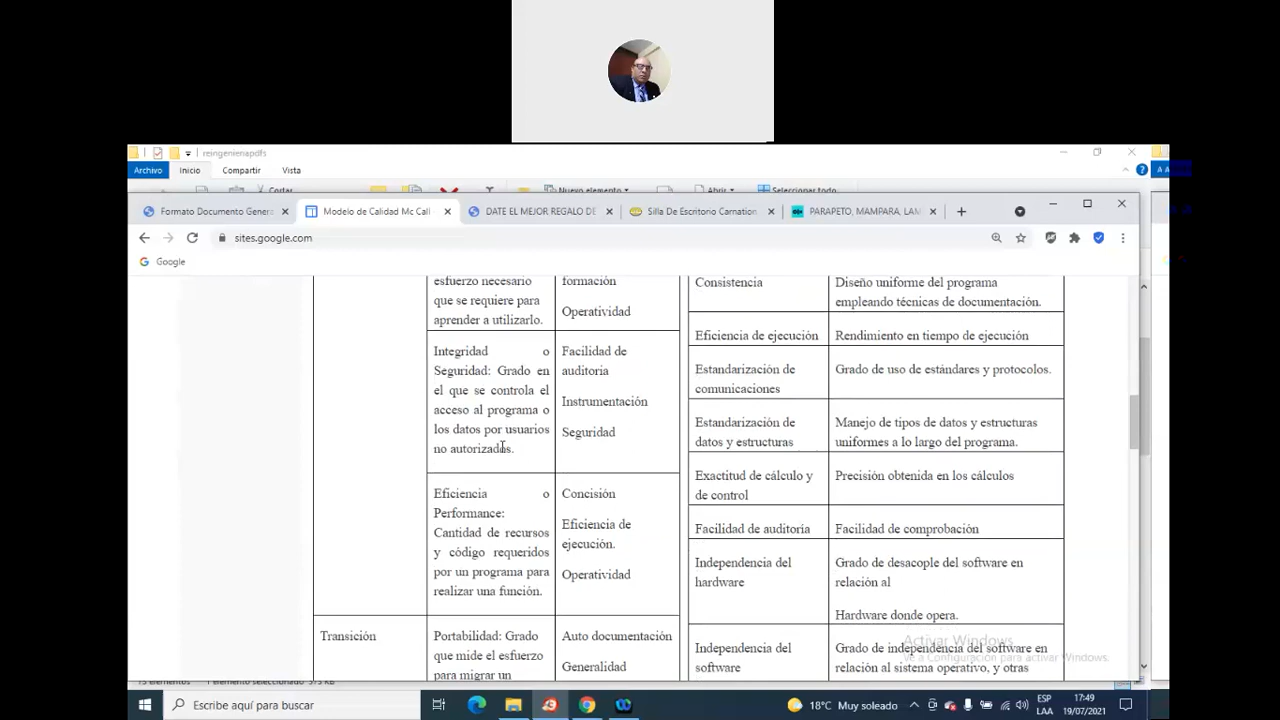 reingenienapdfs
Archivo
Inicio
Compartir
Vista
Cortar
Nuevo elemento
Abrir
Seleccionar todo
Formato Documento Genera
Modelo de Calidad Mc Call
DATE EL MEJOR REGALO DE
Silla De Escritorio Carnation
PARAPETO, MAMPARA, LAM
sites.google.com
Google
esfuerzo necesario
que se requiere para
aprender a utilizarlo.
formación
Operatividad
Integridad o
Seguridad: Grado en
el que se controla el
acceso al programa o
los datos por usuarios
no autorizados.
Facilidad de
auditoría
Instrumentación
Seguridad
Eficiencia o
Performance:
Cantidad de recursos
y código requeridos
por un programa para
realizar una función.
Concisión
Eficiencia de
ejecución.
Operatividad
Transición
Portabilidad: Grado
que mide el esfuerzo
para migrar un
Auto documentación
Generalidad
Consistencia
Diseño uniforme del programa
empleando técnicas de documentación.
Eficiencia de ejecución
Rendimiento en tiempo de ejecución
Estandarización de
comunicaciones
Grado de uso de estándares y protocolos.
Estandarización de
datos y estructuras
Manejo de tipos de datos y estructuras
uniformes a lo largo del programa.
Exactitud de cálculo y
de control
Precisión obtenida en los cálculos
Facilidad de auditoría
Facilidad de comprobación
Independencia del
hardware
Grado de desacople del software en
relación al
Hardware donde opera.
Independencia del
software
Grado de independencia del software en
relación al sistema operativo, y otras
Activar Windows
Ve a Configuración para activar Windows.
Escribe aquí para buscar
18°C Muy soleado
ESP
LAA
17:49
19/07/2021